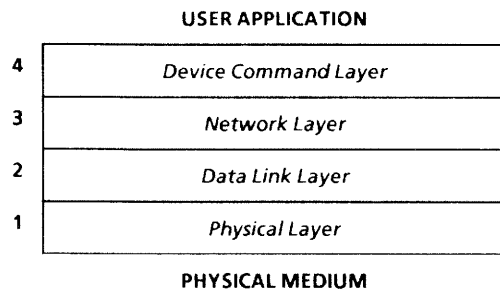 USER APPLICATION
4 Device Command Layer
3 Network Layer
2 Data Link Layer
1 Physical Layer
PHYSICAL MEDIUM